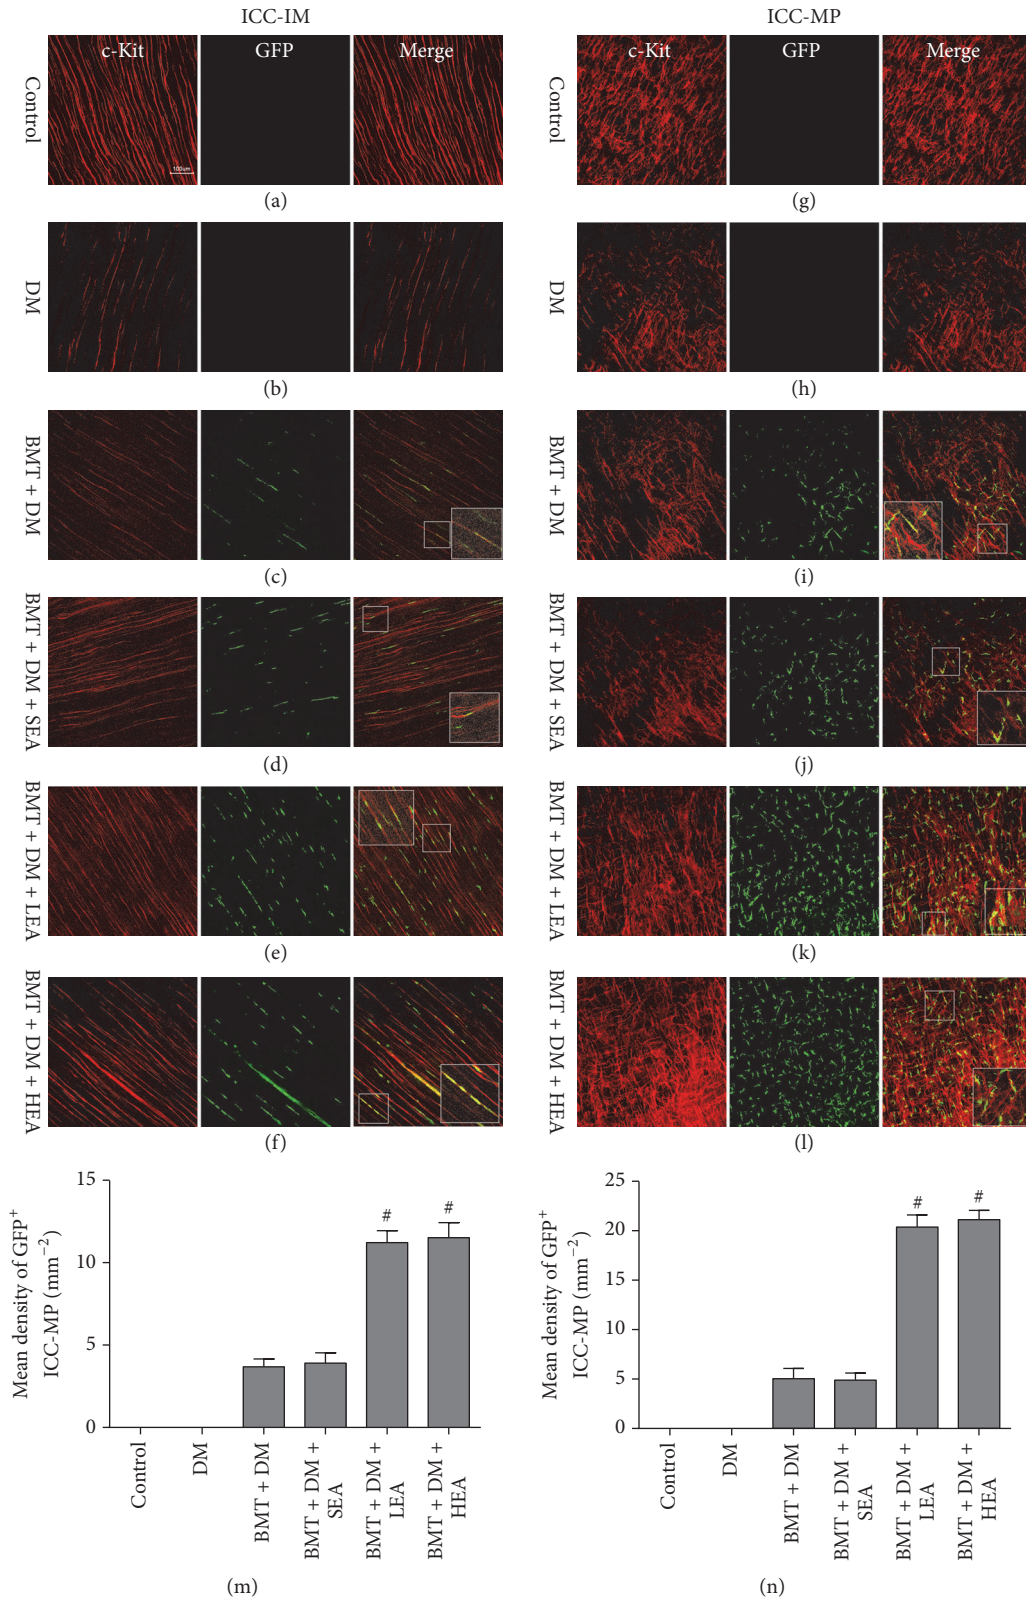 ICC-IM
ICC-MP
c-Kit GFP Merge
c-Kit GFP Merge
Control
100um
Control
(a)
(g)
DM
DM
(b)
(h)
BMT + DM
BMT + DM
(c)
(i)
BMT + DM + SEA
BMT + DM + SEA
(d)
(j)
BMT + DM + LEA
BMT + DM + LEA
(e)
(k)
BMT + DM + HEA
BMT + DM + HEA
(f)
(l)
Mean density of GFP⁺
ICC-MP (mm⁻²)
15
10
5
0
# #
Control
DM
BMT + DM
BMT + DM +
SEA
BMT + DM +
LEA
BMT + DM +
HEA
(m)
Mean density of GFP⁺
ICC-MP (mm⁻²)
25
20
15
10
5
0
# #
Control
DM
BMT + DM
BMT + DM +
SEA
BMT + DM +
LEA
BMT + DM +
HEA
(n)